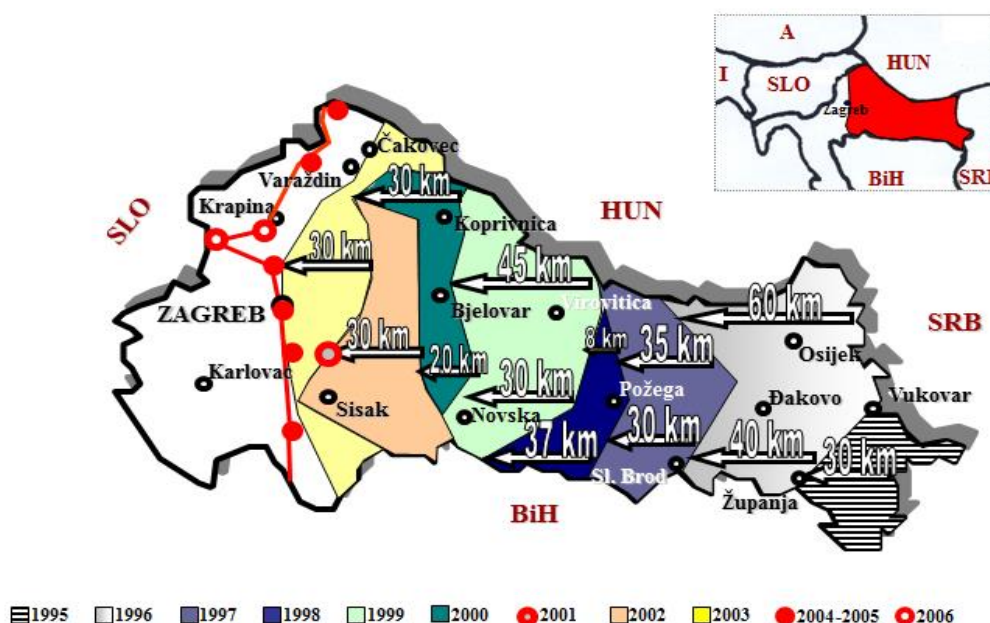 A
HUN
I
SLO
Zagreb
BiH
SRB
Čakovec
Varaždin
30 km
Krapina
Koprivnica
SLO
HUN
30 km
45 km
ZAGREB
Bjelovar
Virovitica
60 km
SRB
30 km
20 km
8 km
35 km
Osijek
Karlovac
Sisak
30 km
Požega
Đakovo
Vukovar
Novska
37 km
30 km
40 km
30 km
Sl. Brod
Županja
BiH
1995 1996 1997 1998 1999 2000 2001 2002 2003 2004-2005 2006